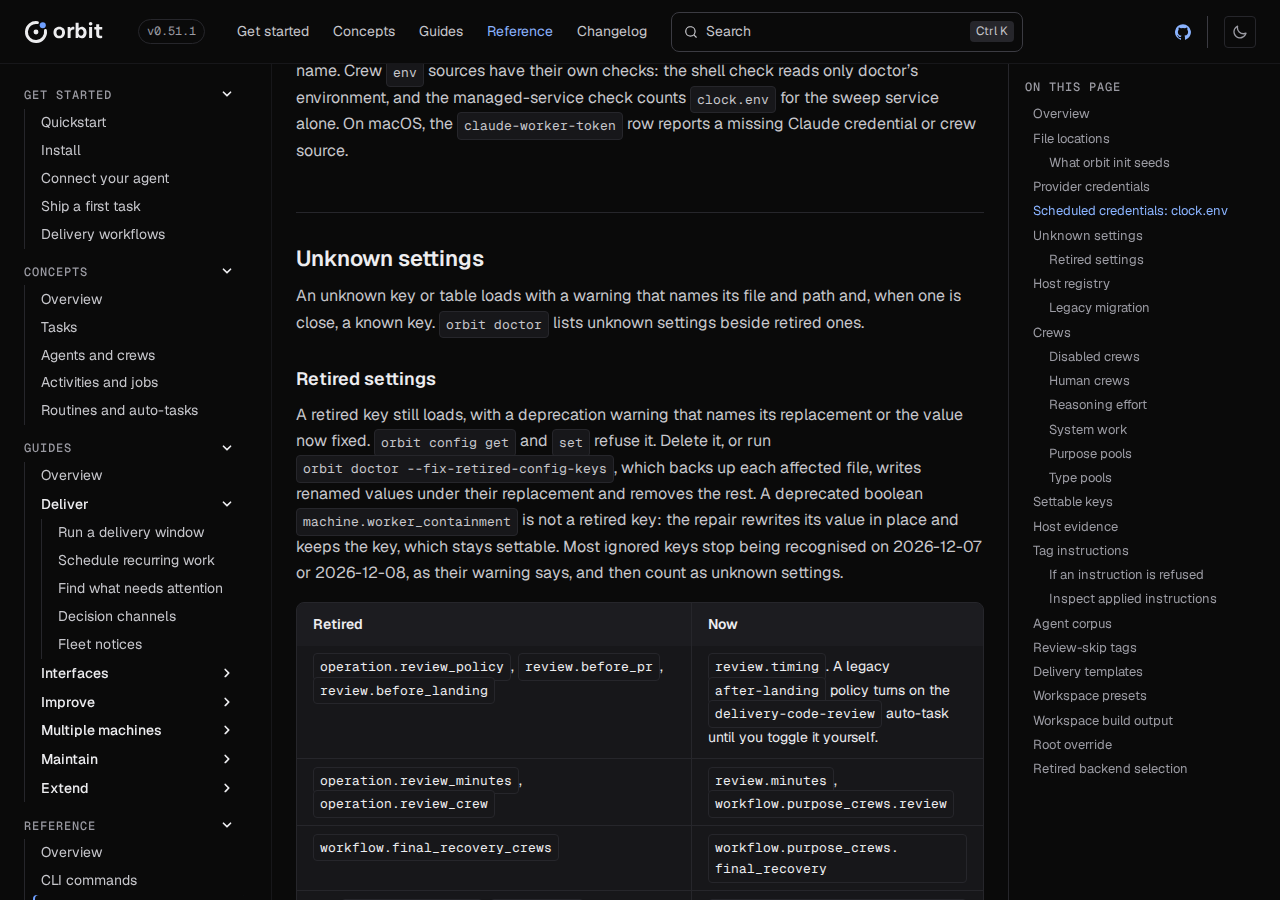 orbit
v0.51.1
Get started
Concepts
Guides
Reference
Changelog
Search
Ctrl K
GET STARTED
Quickstart
Install
Connect your agent
Ship a first task
Delivery workflows
CONCEPTS
Overview
Tasks
Agents and crews
Activities and jobs
Routines and auto-tasks
GUIDES
Overview
Deliver
Run a delivery window
Schedule recurring work
Find what needs attention
Decision channels
Fleet notices
Interfaces
Improve
Multiple machines
Maintain
Extend
REFERENCE
Overview
CLI commands
name. Crew env sources have their own checks: the shell check reads only doctor's
environment, and the managed-service check counts clock.env for the sweep service
alone. On macOS, the claude-worker-token row reports a missing Claude credential or crew
source.
Unknown settings
An unknown key or table loads with a warning that names its file and path and, when one is
close, a known key. orbit doctor lists unknown settings beside retired ones.
Retired settings
A retired key still loads, with a deprecation warning that names its replacement or the value
now fixed. orbit config get and set refuse it. Delete it, or run
orbit doctor --fix-retired-config-keys, which backs up each affected file, writes
renamed values under their replacement and removes the rest. A deprecated boolean
machine.worker_containment is not a retired key: the repair rewrites its value in place and
keeps the key, which stays settable. Most ignored keys stop being recognised on 2026-12-07
or 2026-12-08, as their warning says, and then count as unknown settings.
Retired
Now
operation.review_policy, review.before_pr,
review.before_landing
review.timing. A legacy
after-landing policy turns on the
delivery-code-review auto-task
until you toggle it yourself.
operation.review_minutes,
operation.review_crew
review.minutes,
workflow.purpose_crews.review
workflow.final_recovery_crews
workflow.purpose_crews.
final_recovery
ON THIS PAGE
Overview
File locations
What orbit init seeds
Provider credentials
Scheduled credentials: clock.env
Unknown settings
Retired settings
Host registry
Legacy migration
Crews
Disabled crews
Human crews
Reasoning effort
System work
Purpose pools
Type pools
Settable keys
Host evidence
Tag instructions
If an instruction is refused
Inspect applied instructions
Agent corpus
Review-skip tags
Delivery templates
Workspace presets
Workspace build output
Root override
Retired backend selection